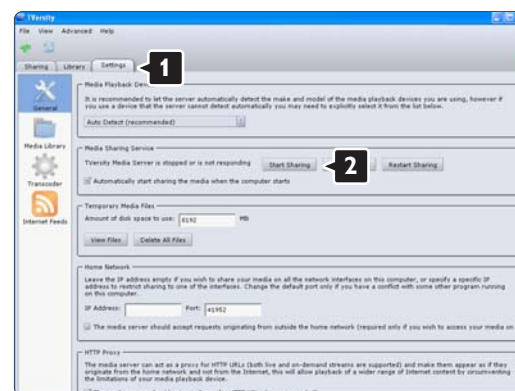 TVersity
File View Advanced Help
Sharing Library Settings
1
General
Media Library
Transcoder
Internet Feeds
Media Playback
It is recommended to let the server automatically detect the make and model of the media playback devices you are using, however if
you use a device that the server cannot detect automatically you may need to explicitly select it from the list below.
Auto Detect (recommended)
Media Sharing Service
TVersity Media Server is stopped or is not responding Start Sharing 2 Restart Sharing
Automatically start sharing the media when the computer starts
Temporary Media Files
Amount of disk space to use: 8192 MB
View Files Delete All Files
Home Network
Leave the IP address empty if you wish to share your media on all the network interfaces on this computer, or specify a specific IP
address to restrict sharing to one of the interfaces. Change the default port only if you have a conflict with some other program running
on this computer.
IP Address: Port: 41952
The media server should accept requests originating from outside the home network (required only if you wish to access your media on
HTTP Proxy
The media server can act as a proxy for HTTP URLs (both live and on-demand streams are supported) and make them appear as if they
originate from the home network and not from the Internet, this will allow playback of a wider range of Internet content by circumventing
the limitations of your media playback device.